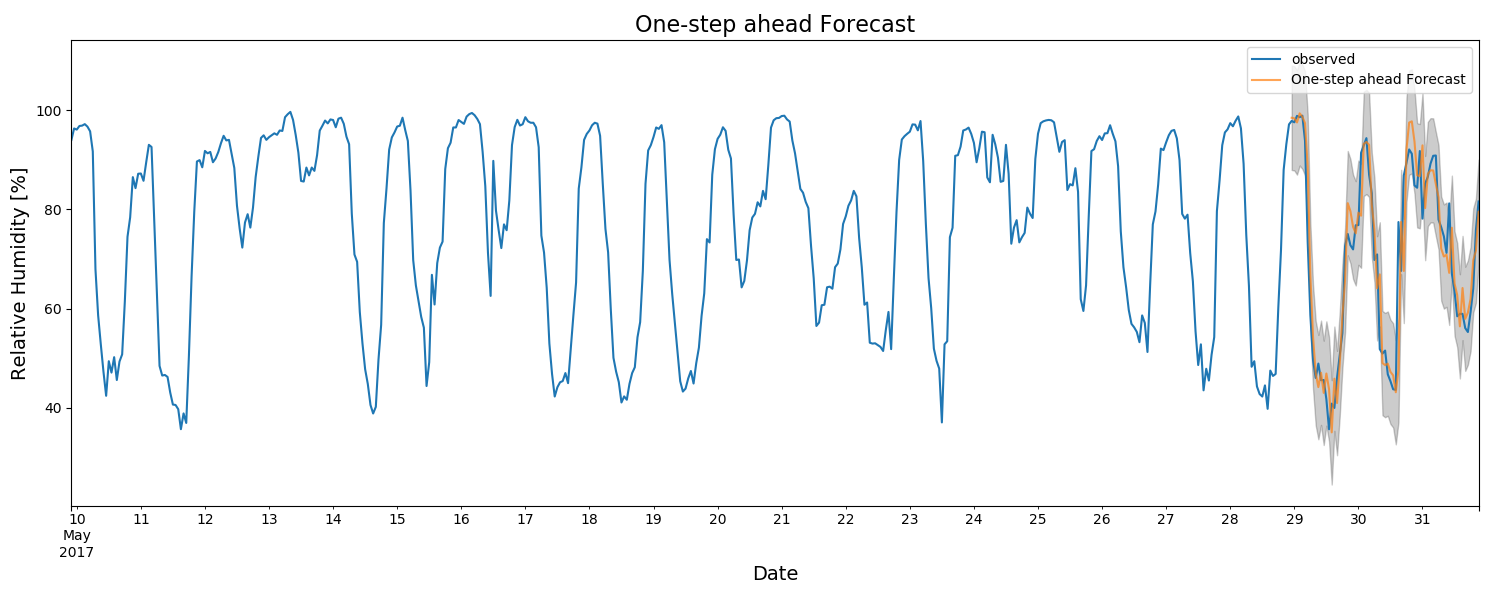 One-step ahead Forecast
observed
One-step ahead Forecast
Relative Humidity [%]
100
80
60
40
10 11 12 13 14 15 16 17 18 19 20 21 22 23 24 25 26 27 28 29 30 31
May
2017
Date